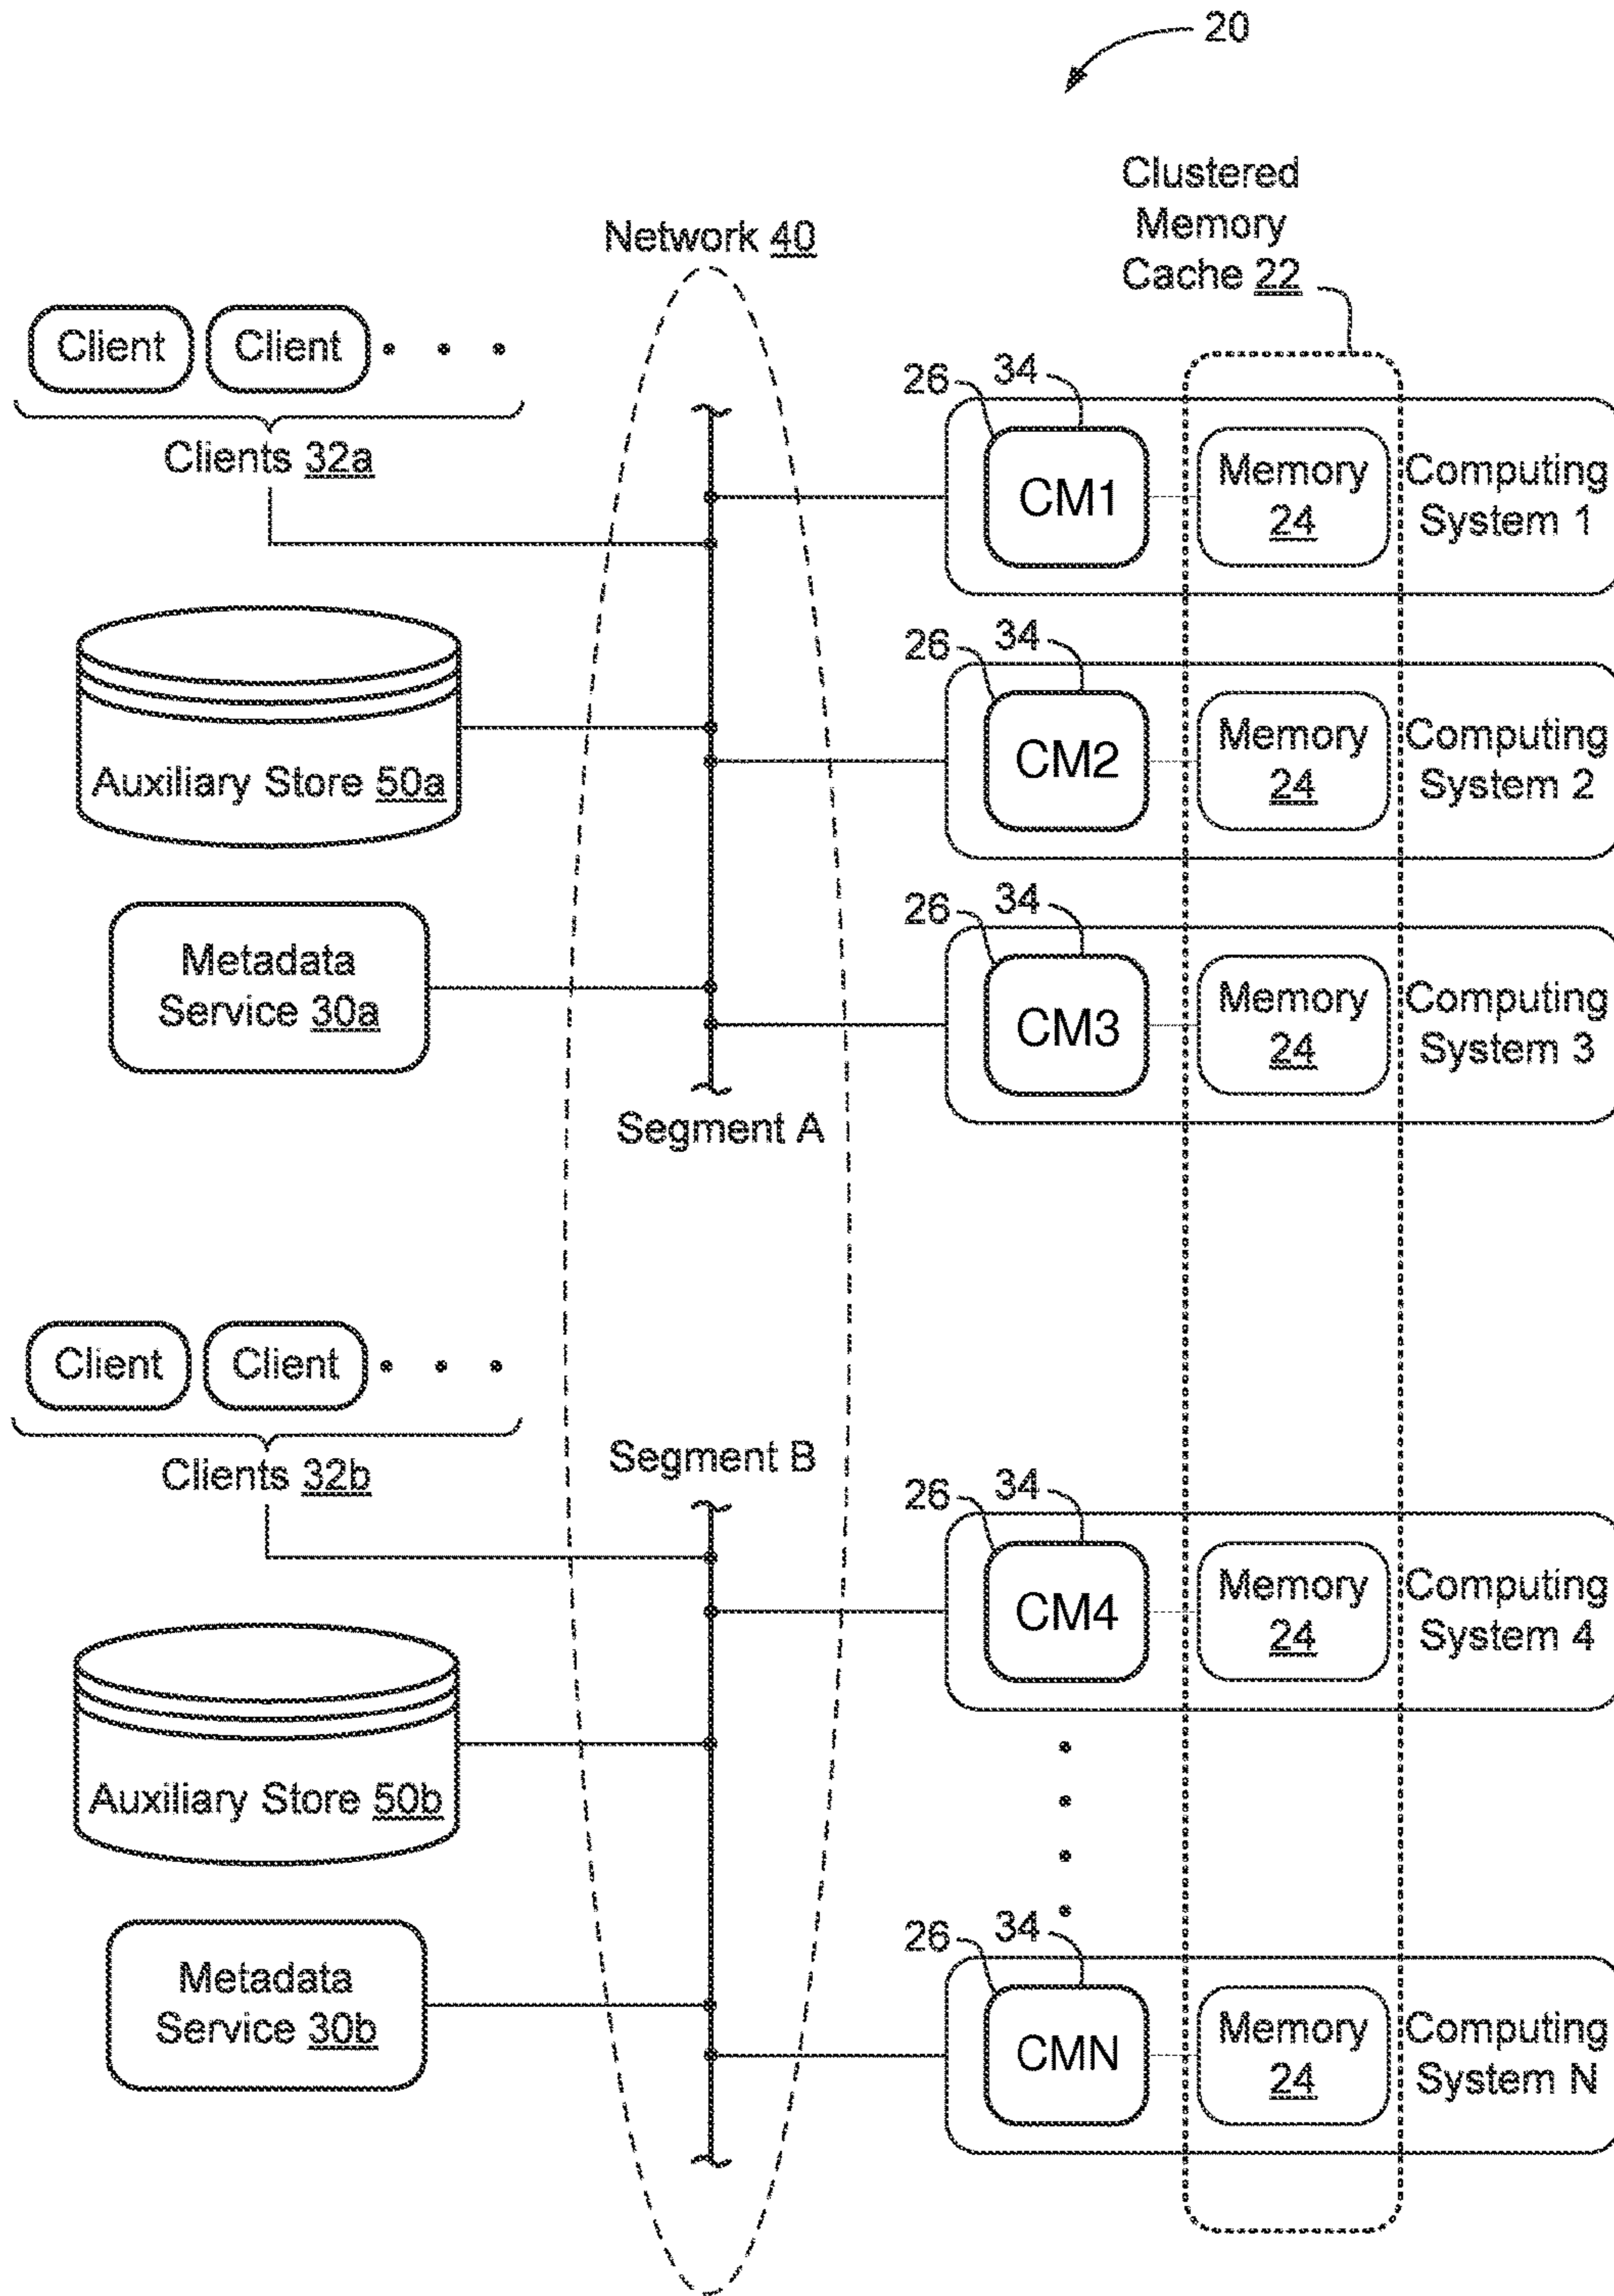 20
Clustered
Memory
Cache 22
Network 40
Client
Client
Clients 32a
26
34
CM1
Memory
24
Computing
System 1
Auxiliary Store 50a
26
34
CM2
Memory
24
Computing
System 2
Metadata
Service 30a
26
34
CM3
Memory
24
Computing
System 3
Segment A
Client
Client
Clients 32b
Segment B
26
34
CM4
Memory
24
Computing
System 4
Auxiliary Store 50b
Metadata
Service 30b
26
34
CMN
Memory
24
Computing
System N